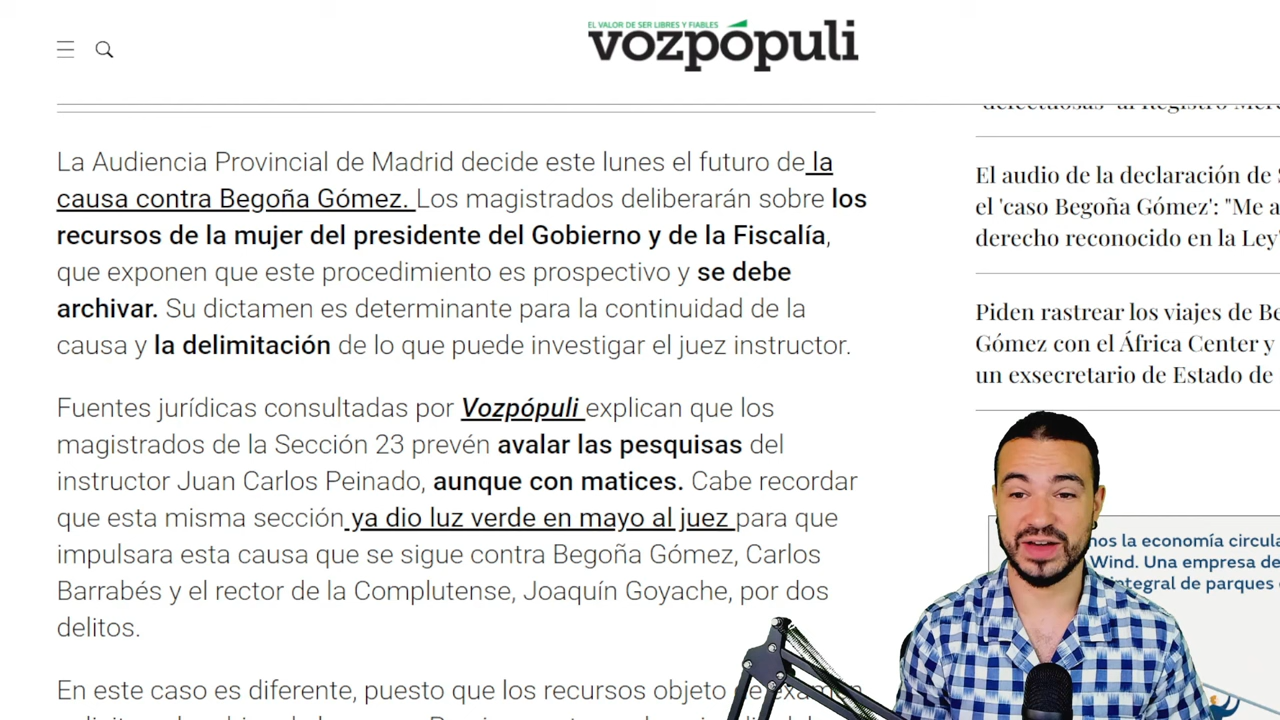 EL VALOR DE SER LIBRES Y FIABLES
vozpópuli
La Audiencia Provincial de Madrid decide este lunes el futuro de la
causa contra Begoña Gómez. Los magistrados deliberarán sobre los
recursos de la mujer del presidente del Gobierno y de la Fiscalía,
que exponen que este procedimiento es prospectivo y se debe
archivar. Su dictamen es determinante para la continuidad de la
causa y la delimitación de lo que puede investigar el juez instructor.
Fuentes jurídicas consultadas por Vozpópuli explican que los
magistrados de la Sección 23 prevén avalar las pesquisas del
instructor Juan Carlos Peinado, aunque con matices. Cabe recordar
que esta misma sección ya dio luz verde en mayo al juez para que
impulsara esta causa que se sigue contra Begoña Gómez, Carlos
Barrabés y el rector de la Complutense, Joaquín Goyache, por dos
delitos.
En este caso es diferente, puesto que los recursos objeto de examen
defectuosas" al Registro
El audio de la declaración de
el 'caso Begoña Gómez': "Me
derecho reconocido en la Ley"
Piden rastrear los viajes de
Gómez con el África Center y
un exsecretario de Estado de
la economía
Wind. Una empresa de
integral de parques